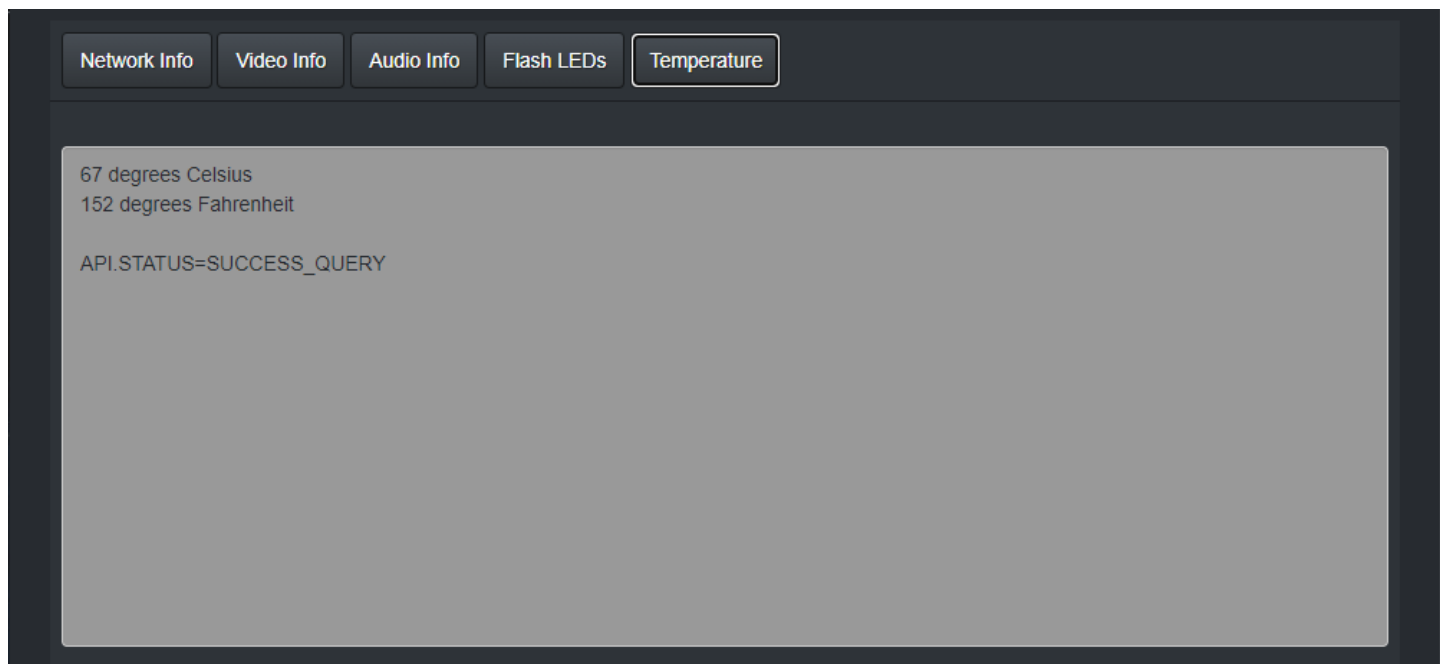 Network Info Video Info Audio Info Flash LEDs Temperature
67 degrees Celsius
152 degrees Fahrenheit
API.STATUS=SUCCESS_QUERY